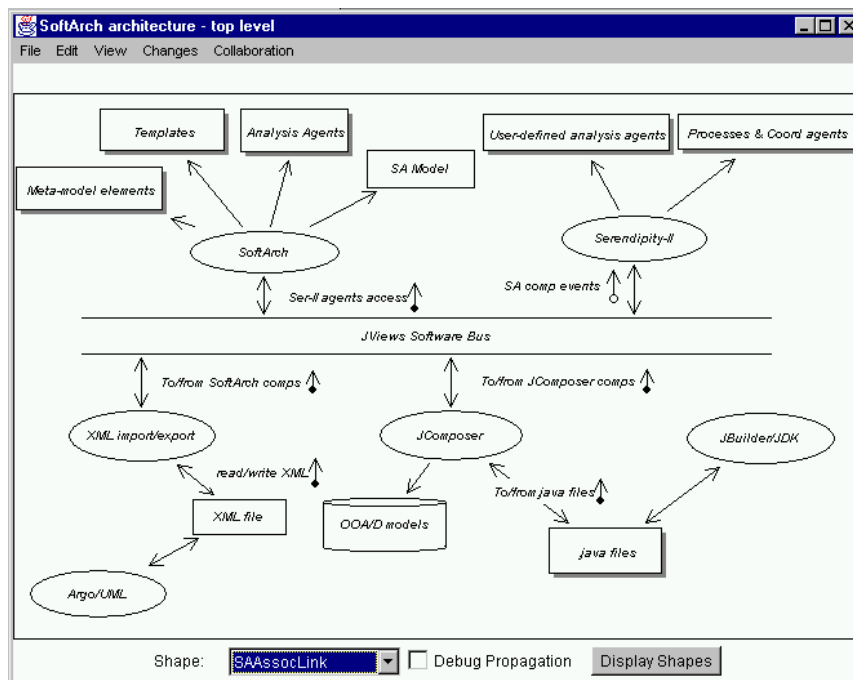 SoftArch architecture - top level
File Edit View Changes Collaboration
Templates
Analysis Agents
User-defined analysis agents
Processes & Coord agents
SA Model
Meta-model elements
SoftArch
Serendipity-II
Ser-II agents access
SA comp events
JViews Software Bus
To/from SoftArch comps
To/from JComposer comps
XML import/export
JComposer
JBuilder/JDK
read/write XML
To/from java files
XML file
OOA/D models
.java files
Argo/UML
Shape: SAAssocLink Debug Propagation Display Shapes